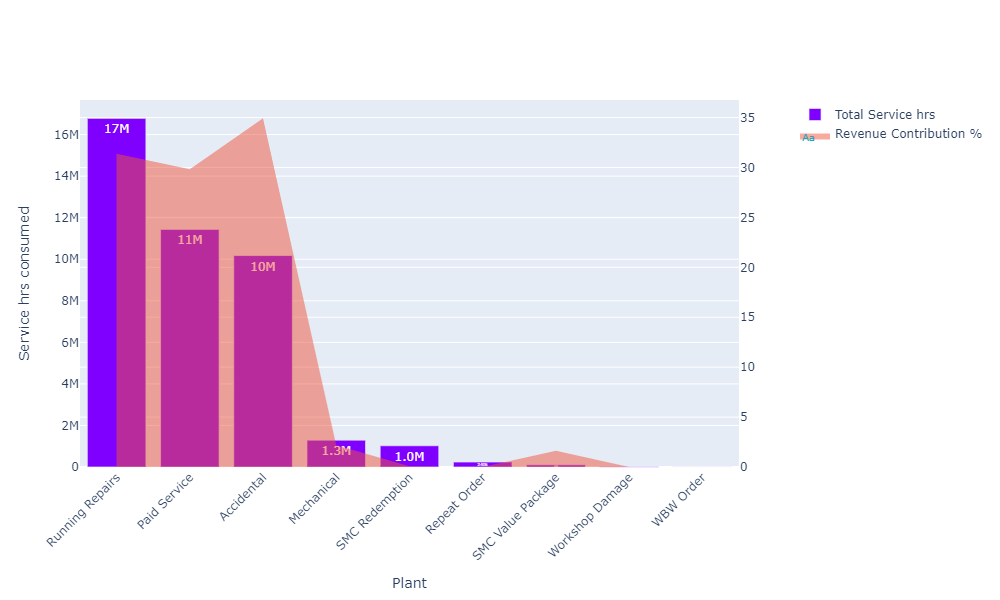 Total Service hrs
Aa Revenue Contribution %
Service hrs consumed
16M
14M
12M
10M
8M
6M
4M
2M
0
17M
11M
10M
1.3M
1.0M
35
30
25
20
15
10
5
0
Running Repairs
Paid Service
Accidental
Mechanical
SMC Redemption
Repeat Order
SMC Value Package
Workshop Damage
WBW Order
Plant